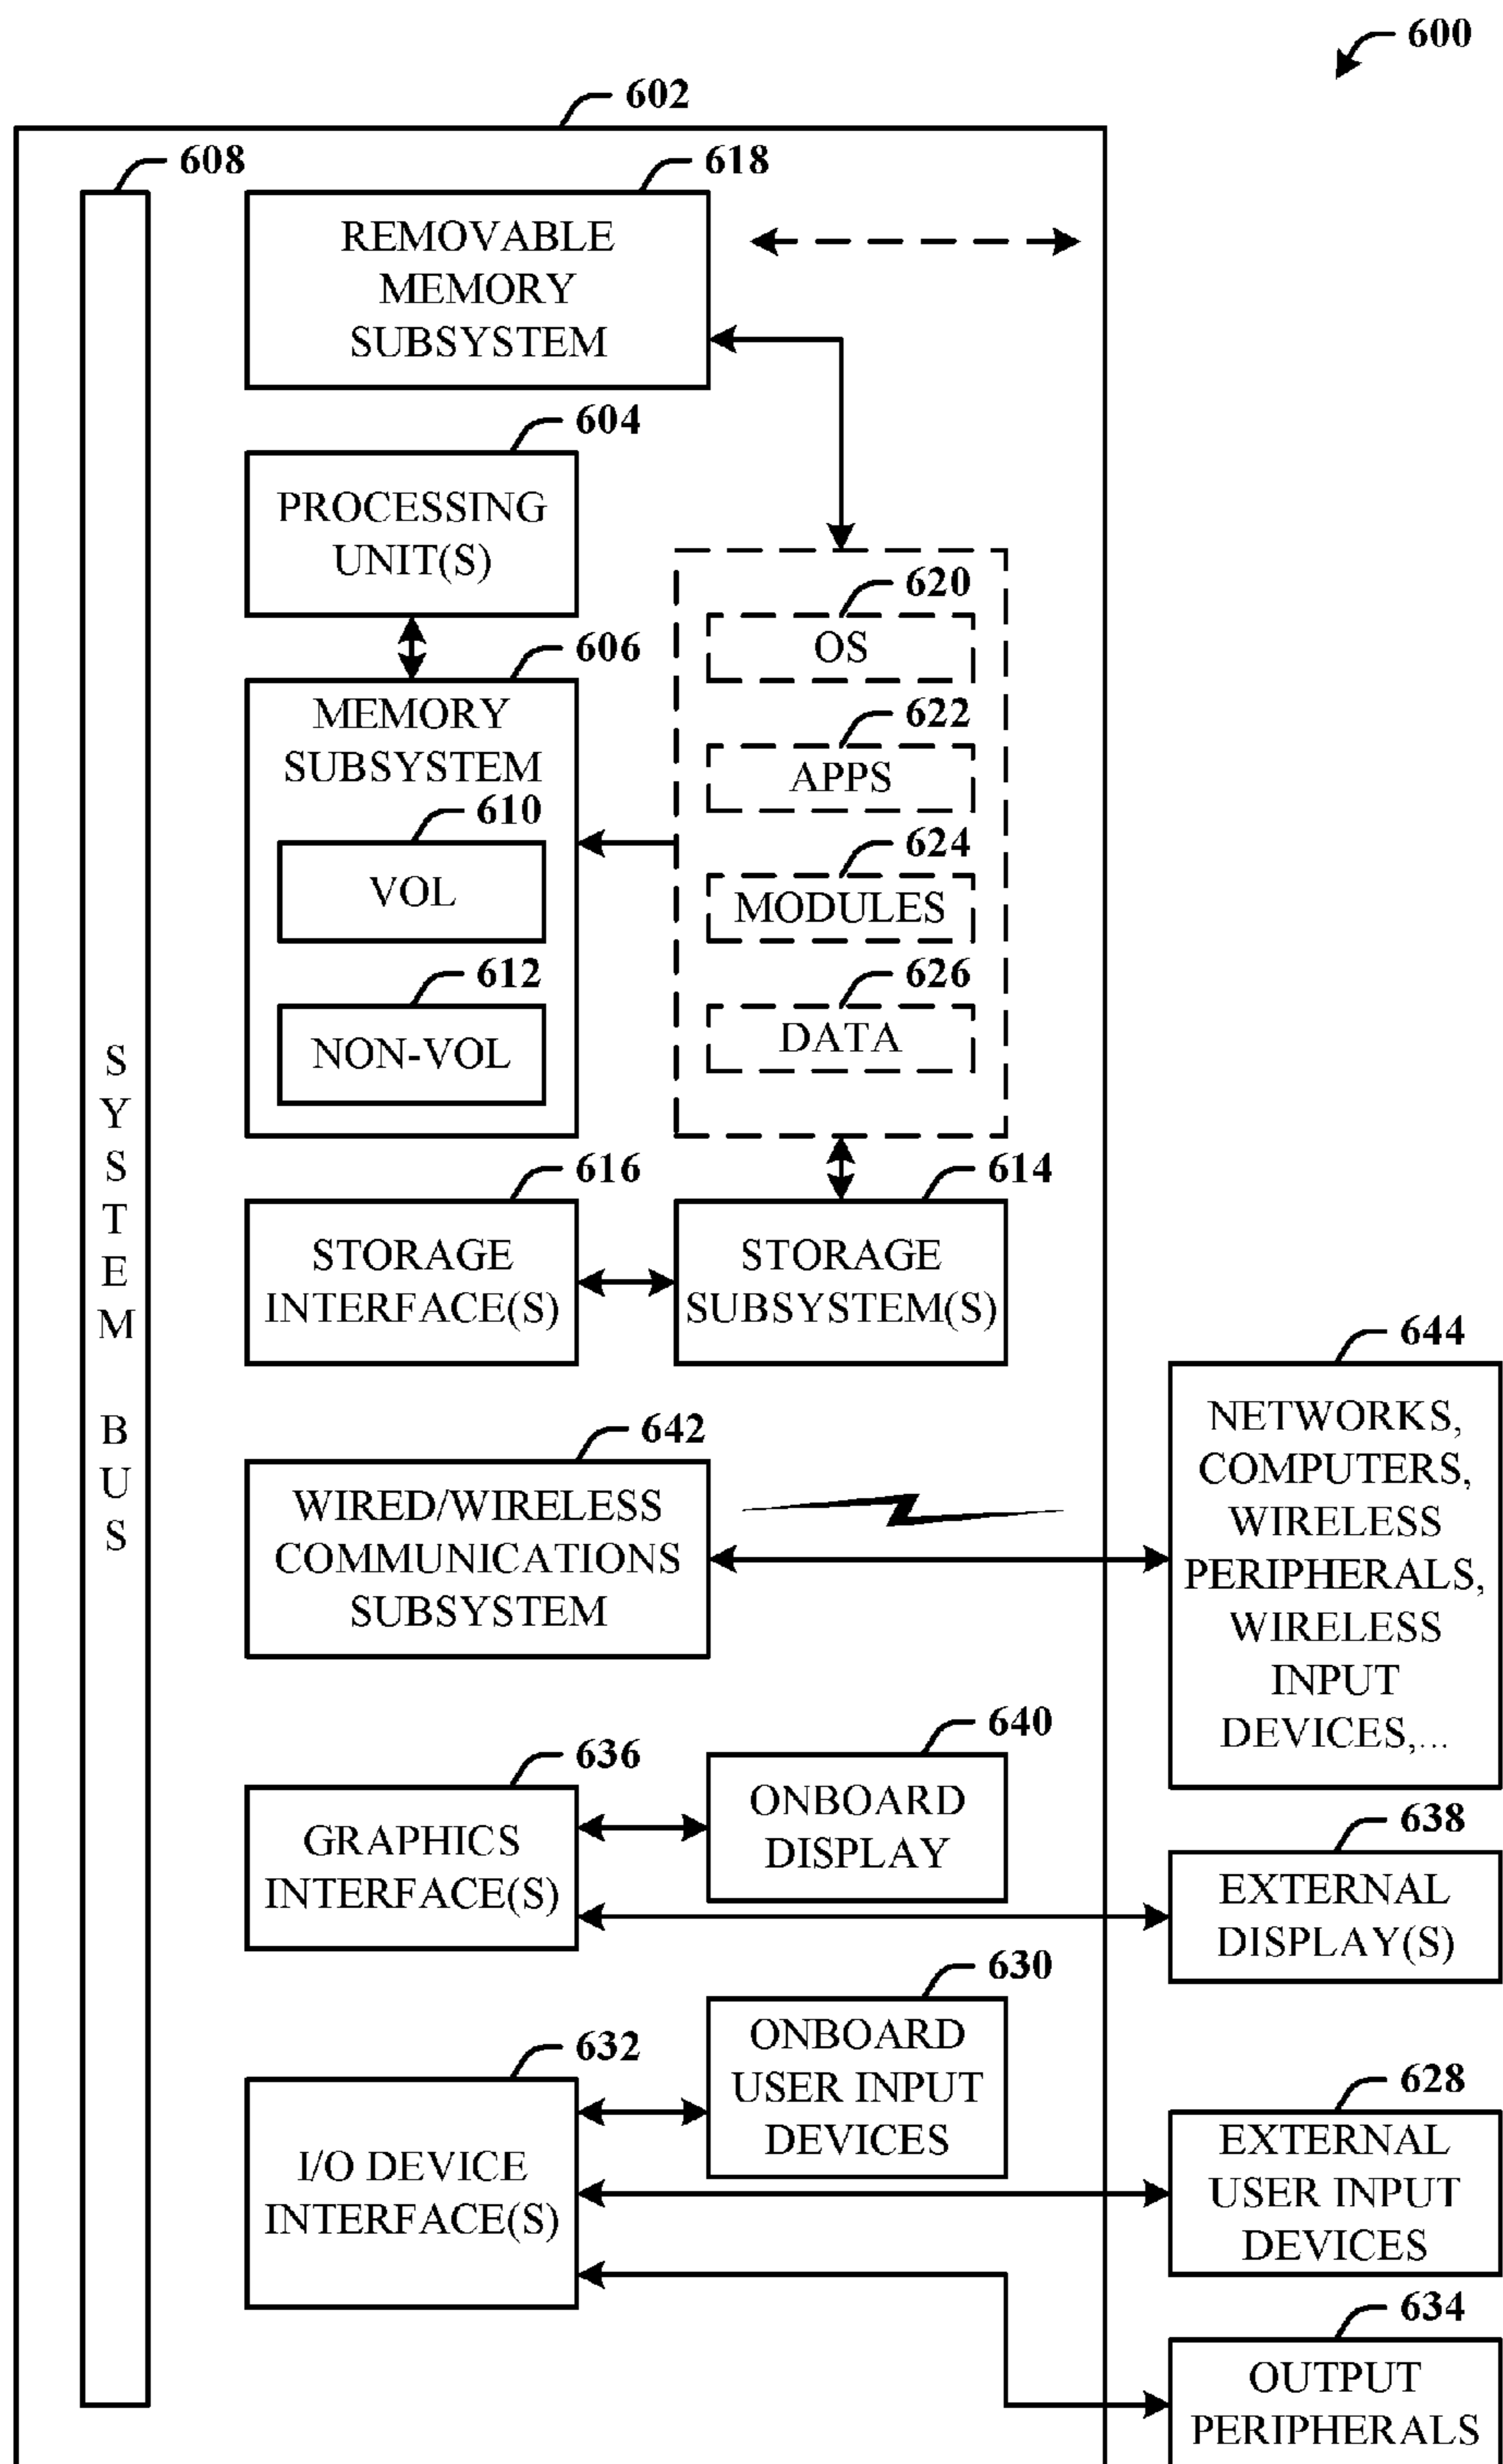 600
602
608
SYSTEM BUS
618
REMOVABLE
MEMORY
SUBSYSTEM
604
PROCESSING
UNIT(S)
606
MEMORY
SUBSYSTEM
610
VOL
612
NON-VOL
620
OS
622
APPS
624
MODULES
626
DATA
616
STORAGE
INTERFACE(S)
614
STORAGE
SUBSYSTEM(S)
642
WIRED/WIRELESS
COMMUNICATIONS
SUBSYSTEM
644
NETWORKS,
COMPUTERS,
WIRELESS
PERIPHERALS,
WIRELESS
INPUT
DEVICES,...
636
GRAPHICS
INTERFACE(S)
640
ONBOARD
DISPLAY
638
EXTERNAL
DISPLAY(S)
632
I/O DEVICE
INTERFACE(S)
630
ONBOARD
USER INPUT
DEVICES
628
EXTERNAL
USER INPUT
DEVICES
634
OUTPUT
PERIPHERALS